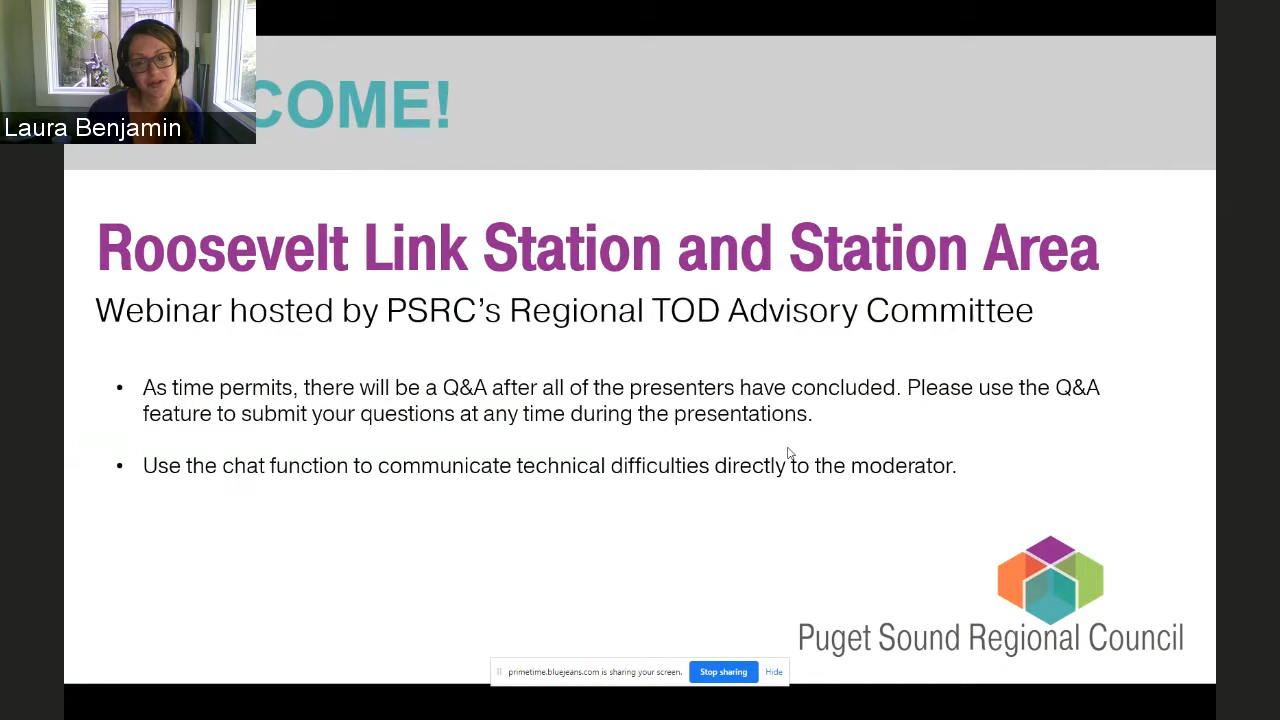 COME!
Laura Benjamin
Roosevelt Link Station and Station Area
Webinar hosted by PSRC’s Regional TOD Advisory Committee
• As time permits, there will be a Q&A after all of the presenters have concluded. Please use the Q&A
feature to submit your questions at any time during the presentations.
• Use the chat function to communicate technical difficulties directly to the moderator.
Puget Sound Regional Council
primetime.bluejeans.com is sharing your screen. Stop sharing Hide